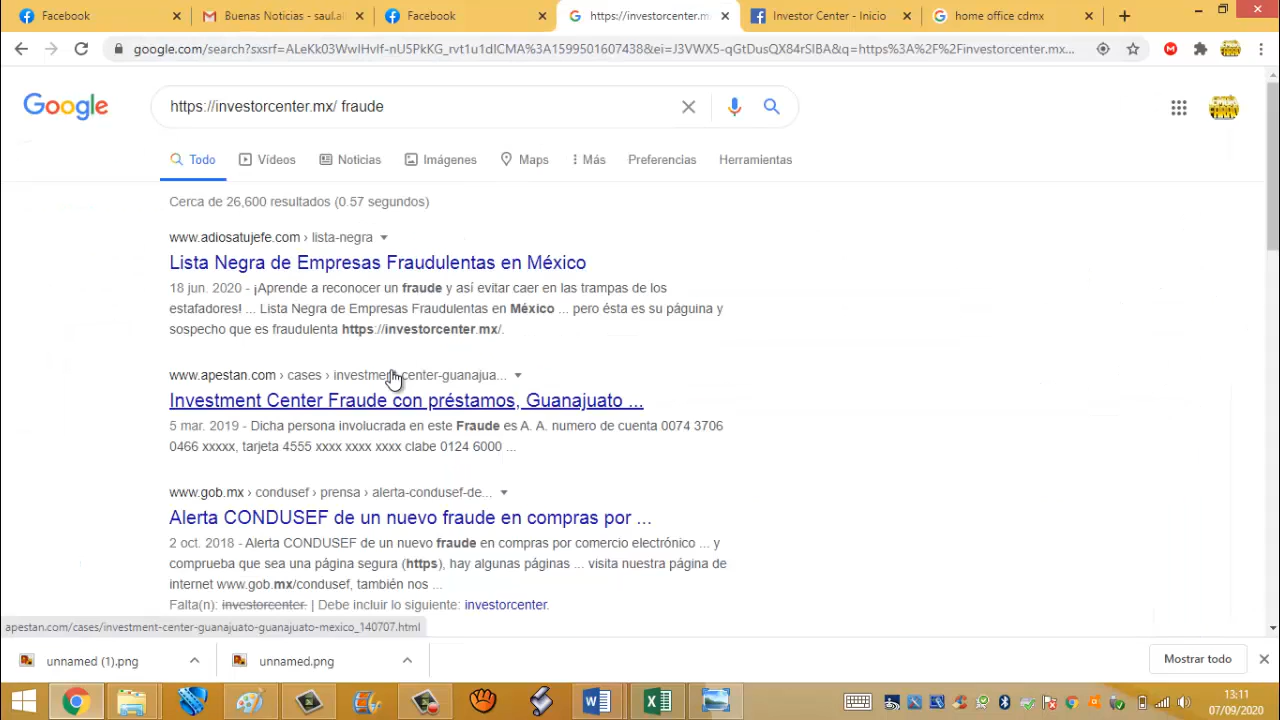 Facebook
Buenas Noticias - saul.al
Facebook
https://investorcenter.m
Investor Center - Inicio
home office cdmx
google.com/search?sxsrf=ALeKk03WwIHvlf-nU5PkKG_rvt1u1dlCMA%3A1599501607438&ei=J3VWX5-qGtDusQX84rSIBA&q=https%3A%2F%2Finvestorcenter.mx...
Google
https://investorcenter.mx/ fraude
Todo Vídeos Noticias Imágenes Maps Más Preferencias Herramientas
Cerca de 26,600 resultados (0.57 segundos)
www.adiosatujefe.com › lista-negra
Lista Negra de Empresas Fraudulentas en México
18 jun. 2020 - ¡Aprende a reconocer un fraude y así evitar caer en las trampas de los
estafadores! ... Lista Negra de Empresas Fraudulentas en México ... pero ésta es su páguina y
sospecho que es fraudulenta https://investorcenter.mx/.
www.apestan.com › cases › investment-center-guanajua...
Investment Center Fraude con préstamos, Guanajuato ...
5 mar. 2019 - Dicha persona involucrada en este Fraude es A. A. numero de cuenta 0074 3706
0466 xxxxx, tarjeta 4555 xxxx xxxx xxxx clabe 0124 6000 ...
www.gob.mx › condusef › prensa › alerta-condusef-de...
Alerta CONDUSEF de un nuevo fraude en compras por ...
2 oct. 2018 - Alerta CONDUSEF de un nuevo fraude en compras por comercio electrónico ... y
comprueba que sea una página segura (https), hay algunas páginas ... visita nuestra página de
internet www.gob.mx/condusef, también nos ...
Falta(n): investorcenter. | Debe incluir lo siguiente: investorcenter.
apestan.com/cases/investment-center-guanajuato-guanajuato-mexico_140707.html
unnamed (1).png
unnamed.png
Mostrar todo
13:11
07/09/2020